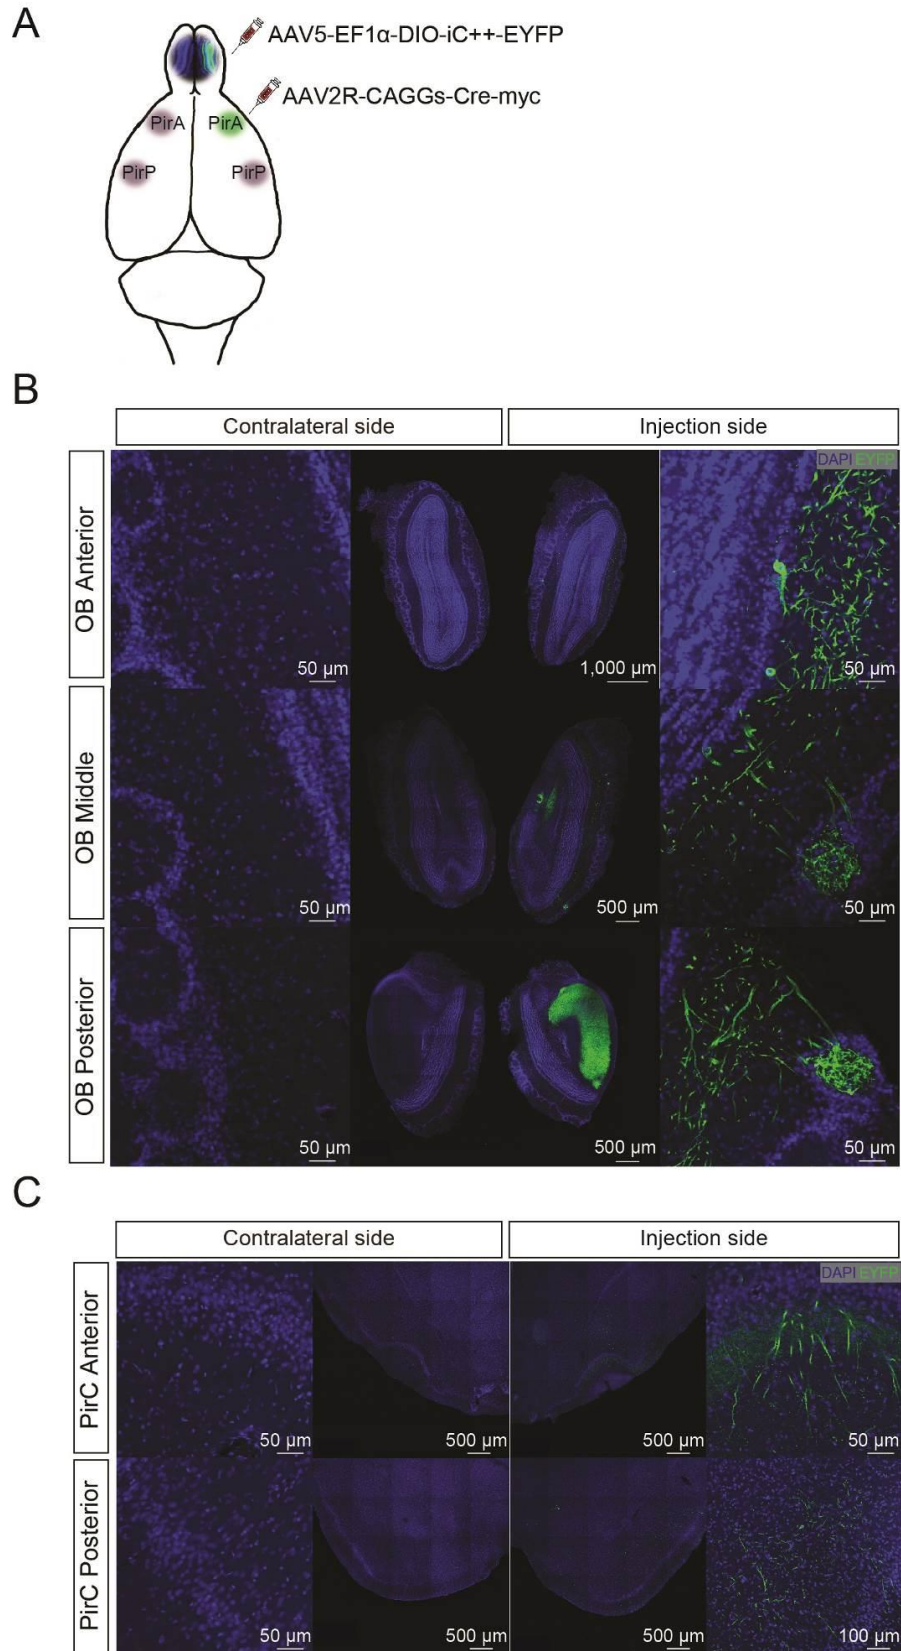 A
AAV5-EF1α-DIO-iC++-EYFP
AAV2R-CAGGs-Cre-myc
PirA
PirA
PirP
PirP
B
Contralateral side
Injection side
OB Anterior
DAPI EYFP
50 µm
1,000 µm
50 µm
OB Middle
50 µm
500 µm
50 µm
OB Posterior
50 µm
500 µm
50 µm
C
Contralateral side
Injection side
PirC Anterior
DAPI EYFP
50 µm
500 µm
500 µm
50 µm
PirC Posterior
50 µm
500 µm
500 µm
100 µm